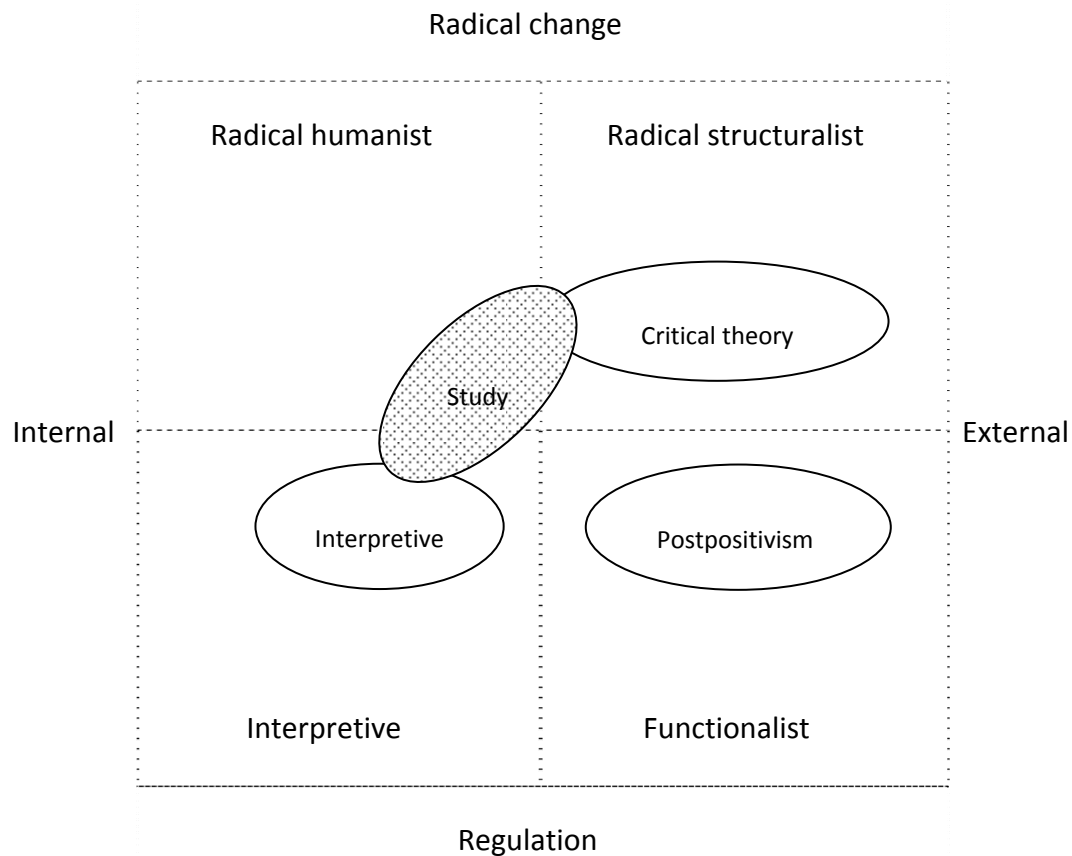 Radical change
Radical humanist
Radical structuralist
Critical theory
Study
Internal
External
Interpretive
Postpositivism
Interpretive
Functionalist
Regulation